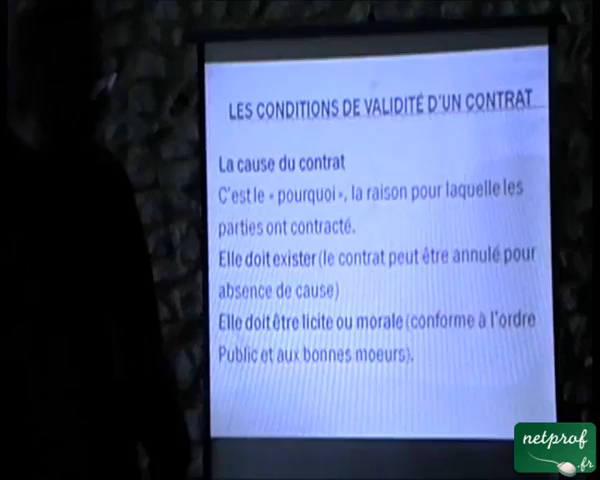 LES CONDITIONS DE VALIDITÉ D'UN CONTRAT
La cause du contrat
C'est le « pourquoi », la raison pour laquelle les
parties ont contracté.
Elle doit exister (le contrat peut être annulé pour
absence de cause)
Elle doit être licite ou morale (conforme à l'ordre
Public et aux bonnes moeurs).
netprof
.fr